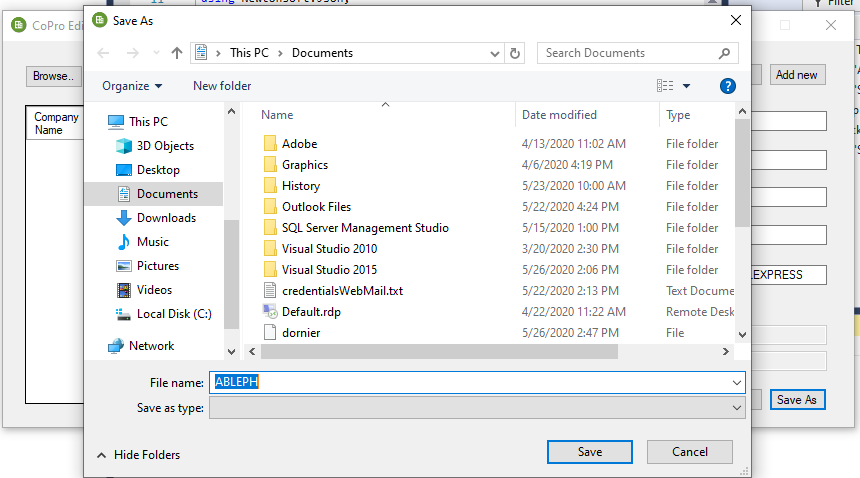 11 using Newtonsoft.Json;
Filter
CoPro Edi
Save As
This PC > Documents
Search Documents
Browse..
Add new
Organize
New folder
Company
Name
Name
Date modified
Type
This PC
3D Objects
Desktop
Documents
Downloads
Music
Pictures
Videos
Local Disk (C:)
Network
Adobe 4/13/2020 11:02 AM File folder
Graphics 4/6/2020 4:19 PM File folder
History 5/23/2020 10:00 AM File folder
Outlook Files 5/22/2020 4:24 PM File folder
SQL Server Management Studio 5/15/2020 1:00 PM File folder
Visual Studio 2010 3/20/2020 2:30 PM File folder
Visual Studio 2015 5/26/2020 2:06 PM File folder
credentialsWebMail.txt 5/22/2020 2:13 PM Text Docume
Default.rdp 4/22/2020 11:22 AM Remote Desk
dornier 5/26/2020 2:47 PM File
EXPRESS
File name: ABLEPH
Save as type:
Save As
Hide Folders
Save
Cancel